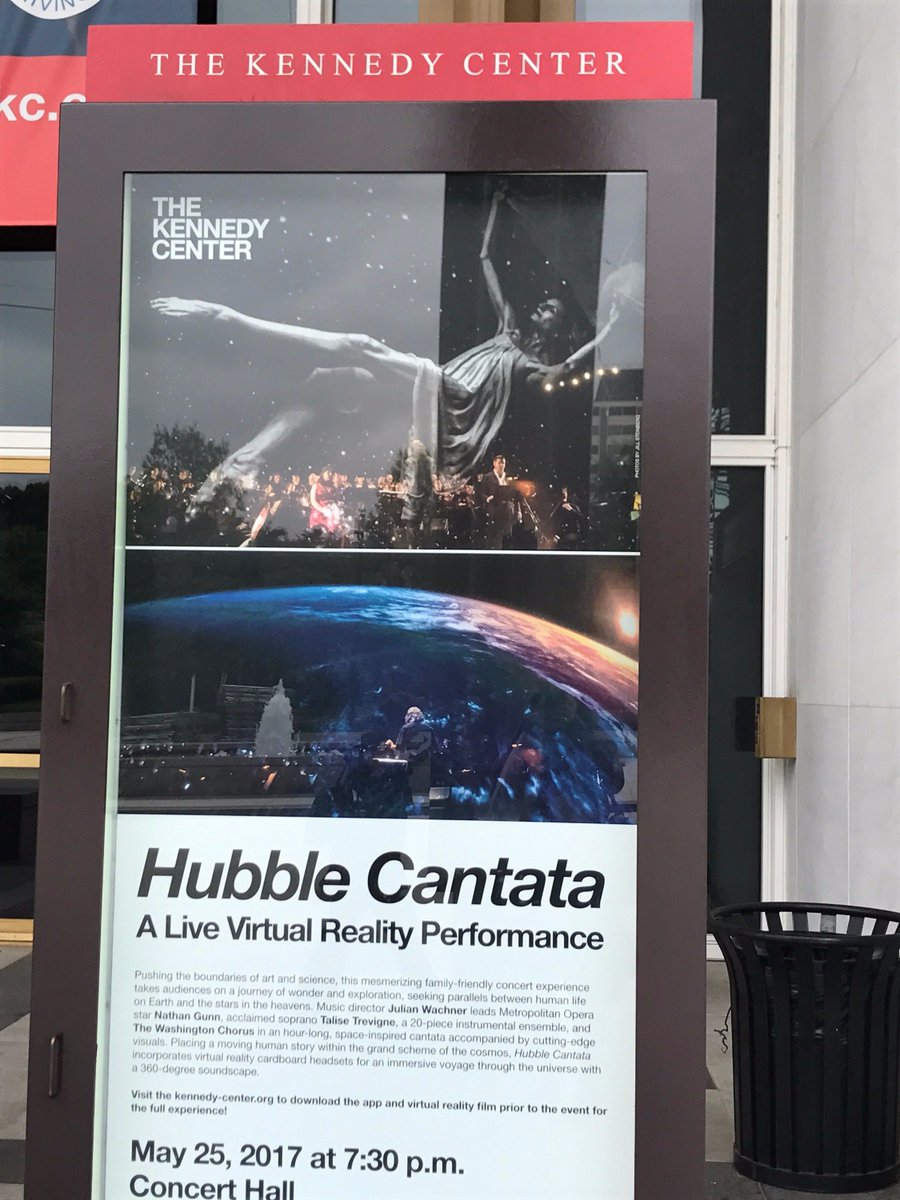 VING
kc.
THE KENNEDY CENTER
THE
KENNEDY
CENTER
PHOTOS BY JILL STEINBERG
Hubble Cantata
A Live Virtual Reality Performance
Pushing the boundaries of art and science, this mesmerizing family-friendly concert experience
takes audiences on a journey of wonder and exploration, seeking parallels between human life
on Earth and the stars in the heavens. Music director Julian Wachner leads Metropolitan Opera
star Nathan Gunn, acclaimed soprano Talise Trevigne, a 20-piece instrumental ensemble, and
The Washington Chorus in an hour-long, space-inspired cantata accompanied by cutting-edge
visuals. Placing a moving human story within the grand scheme of the cosmos, Hubble Cantata
incorporates virtual reality cardboard headsets for an immersive voyage through the universe with
a 360-degree soundscape.
Visit the kennedy-center.org to download the app and virtual reality film prior to the event for
the full experience!
May 25, 2017 at 7:30 p.m.
Concert Hall